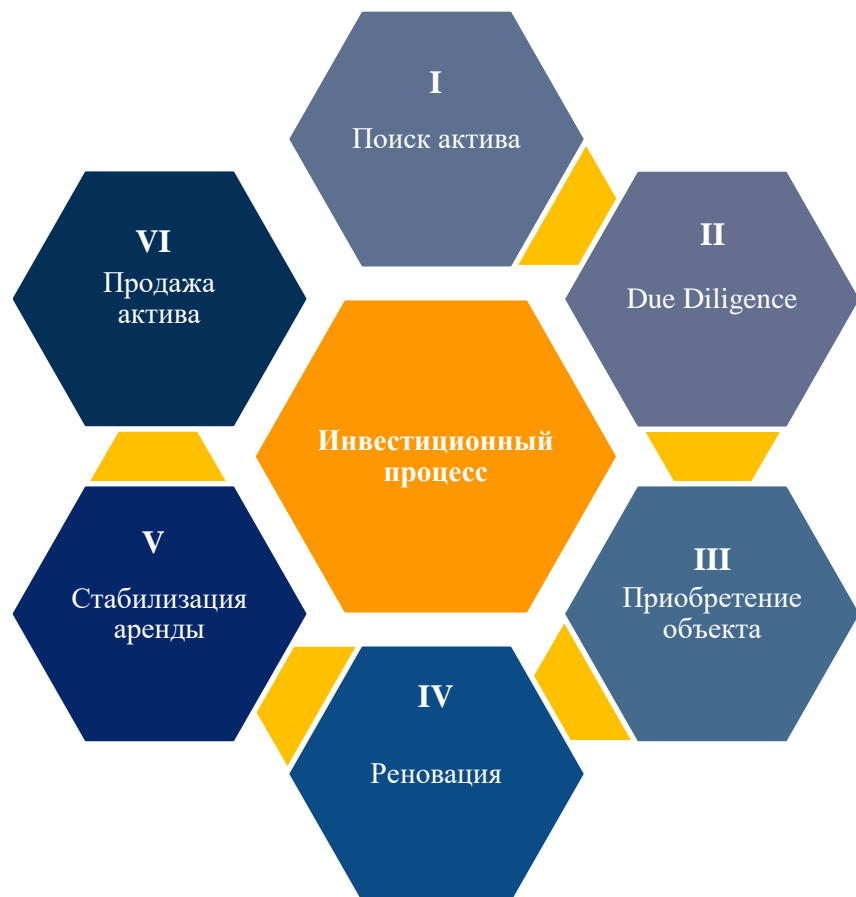 I
Поиск актива
II
Due Diligence
III
Приобретение
объекта
IV
Реновация
V
Стабилизация
аренды
VI
Продажа
актива
Инвестиционный
процесс